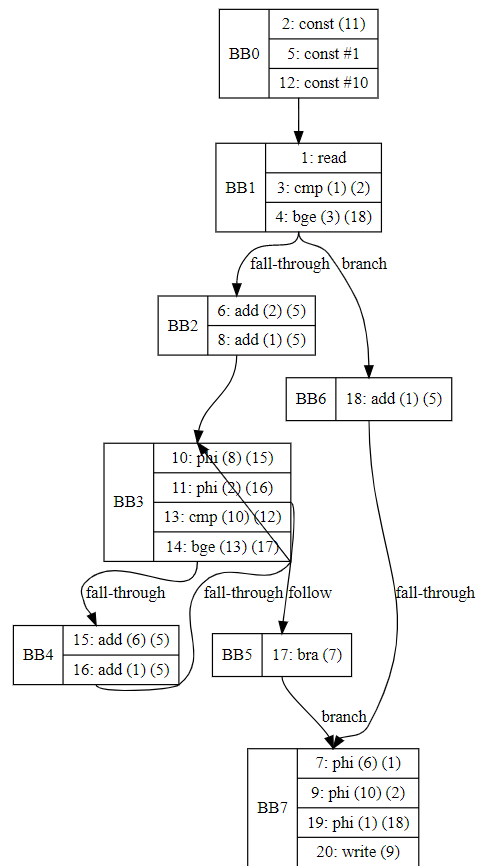 BB0
2: const (11)
5: const #1
12: const #10
BB1
1: read
3: cmp (1) (2)
4: bge (3) (18)
fall-through
branch
BB2
6: add (2) (5)
8: add (1) (5)
BB6
18: add (1) (5)
BB3
10: phi (8) (15)
11: phi (2) (16)
13: cmp (10) (12)
14: bge (13) (17)
fall-through
fall-through
follow
fall-through
BB4
15: add (6) (5)
16: add (1) (5)
BB5
17: bra (7)
branch
BB7
7: phi (6) (1)
9: phi (10) (2)
19: phi (1) (18)
20: write (9)